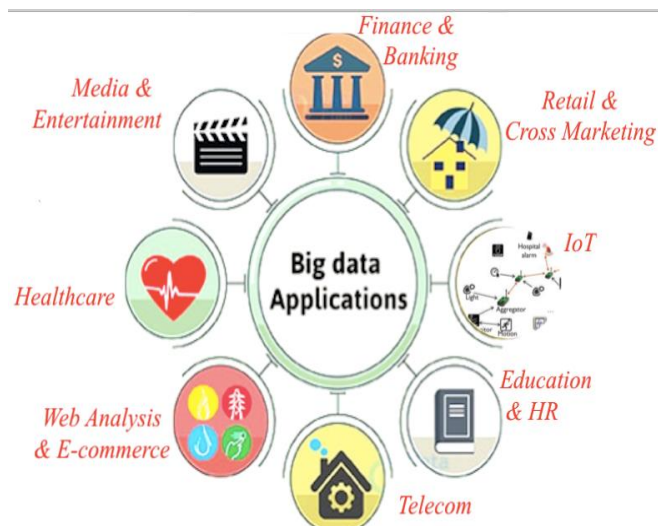 Finance &
Banking
Media &
Entertainment
Retail &
Cross Marketing
$
IoT
Hospital
alarm
Big data
Applications
Healthcare
Light
Aggregator
Motion
Education
& HR
Web Analysis
& E-commerce
Telecom